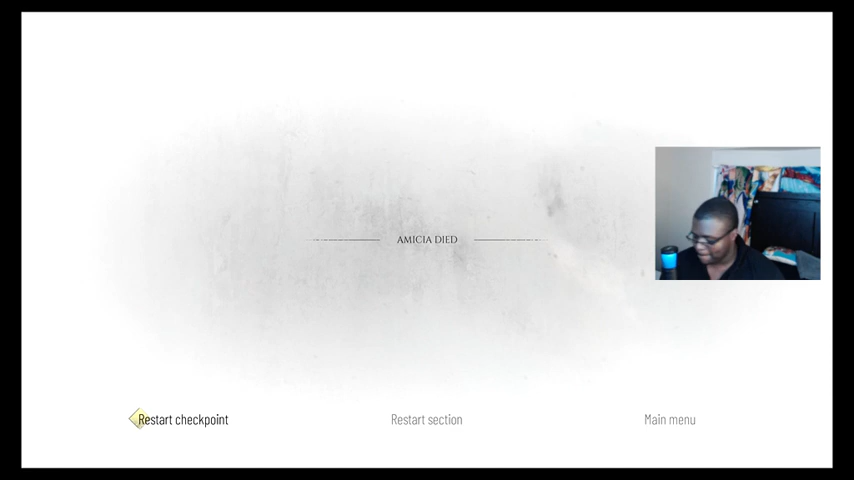 AMICIA DIED
Restart checkpoint
Restart section
Main menu